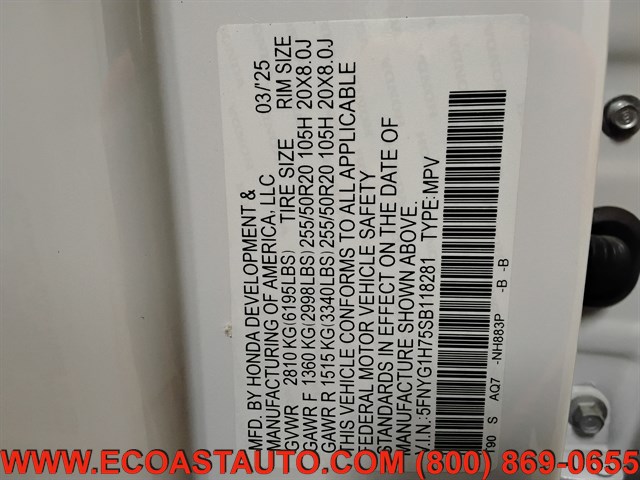 MFD. BY HONDA DEVELOPMENT & 03/'25
MANUFACTURING OF AMERICA, LLC
GVWR 2810 KG(6195LBS) TIRE SIZE RIM SIZE
GAWR F 1360 KG(2998LBS) 255/50R20 105H 20X8.0J
GAWR R 1515 KG(3340LBS) 255/50R20 105H 20X8.0J
THIS VEHICLE CONFORMS TO ALL APPLICABLE
FEDERAL MOTOR VEHICLE SAFETY
STANDARDS IN EFFECT ON THE DATE OF
MANUFACTURE SHOWN ABOVE.
V.I.N.:5FNYG1H75SB118281 TYPE:MPV
T90 S AQ7 -NH883P -B -B
WWW.ECOASTAUTO.COM (800) 869-0655